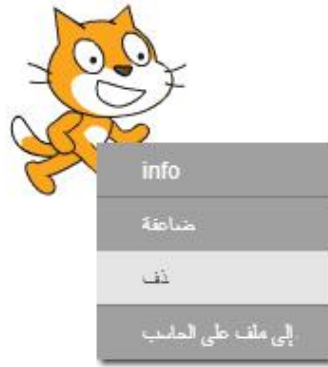 info
ضاعفة
ذف
إلى ملف على الحاسب.